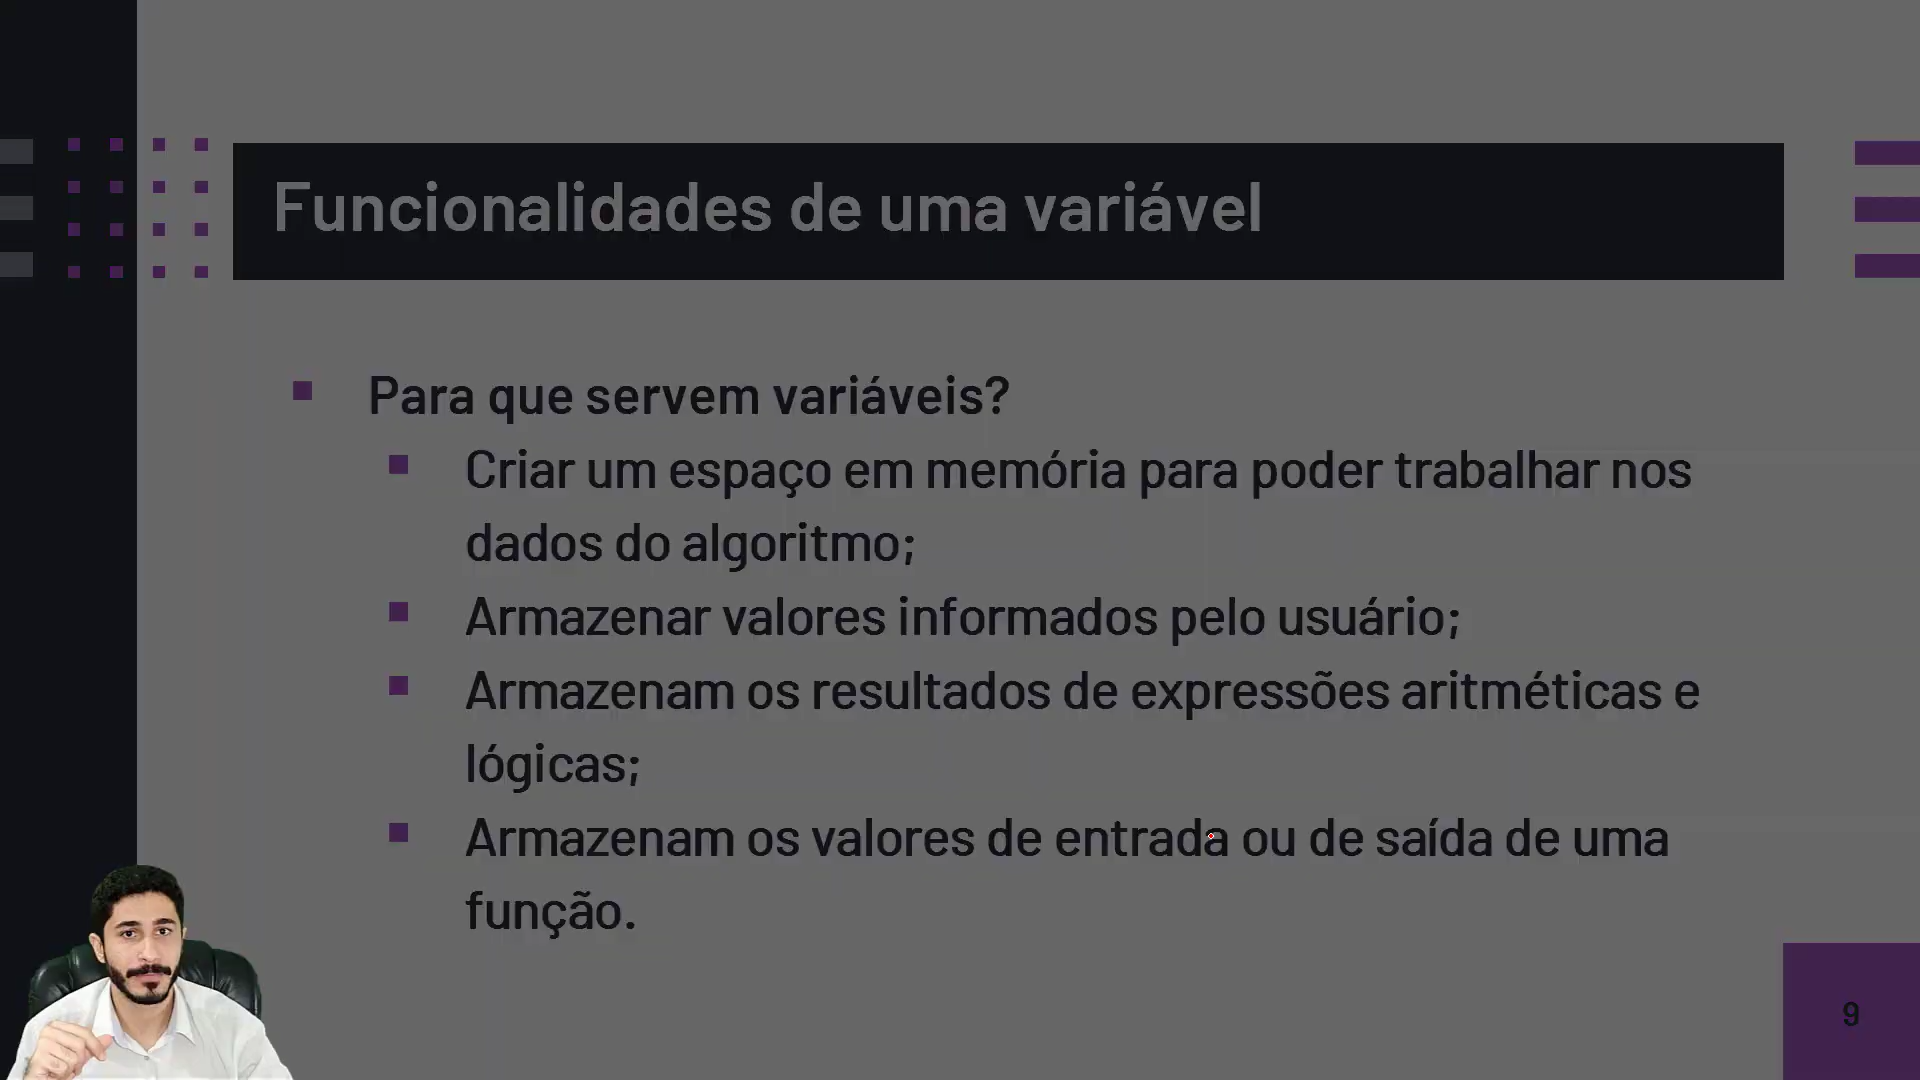 Funcionalidades de uma variável
Para que servem variáveis?
Criar um espaço em memória para poder trabalhar nos
dados do algoritmo;
Armazenar valores informados pelo usuário;
Armazenam os resultados de expressões aritméticas e
lógicas;
Armazenam os valores de entrada ou de saída de uma
função.
9